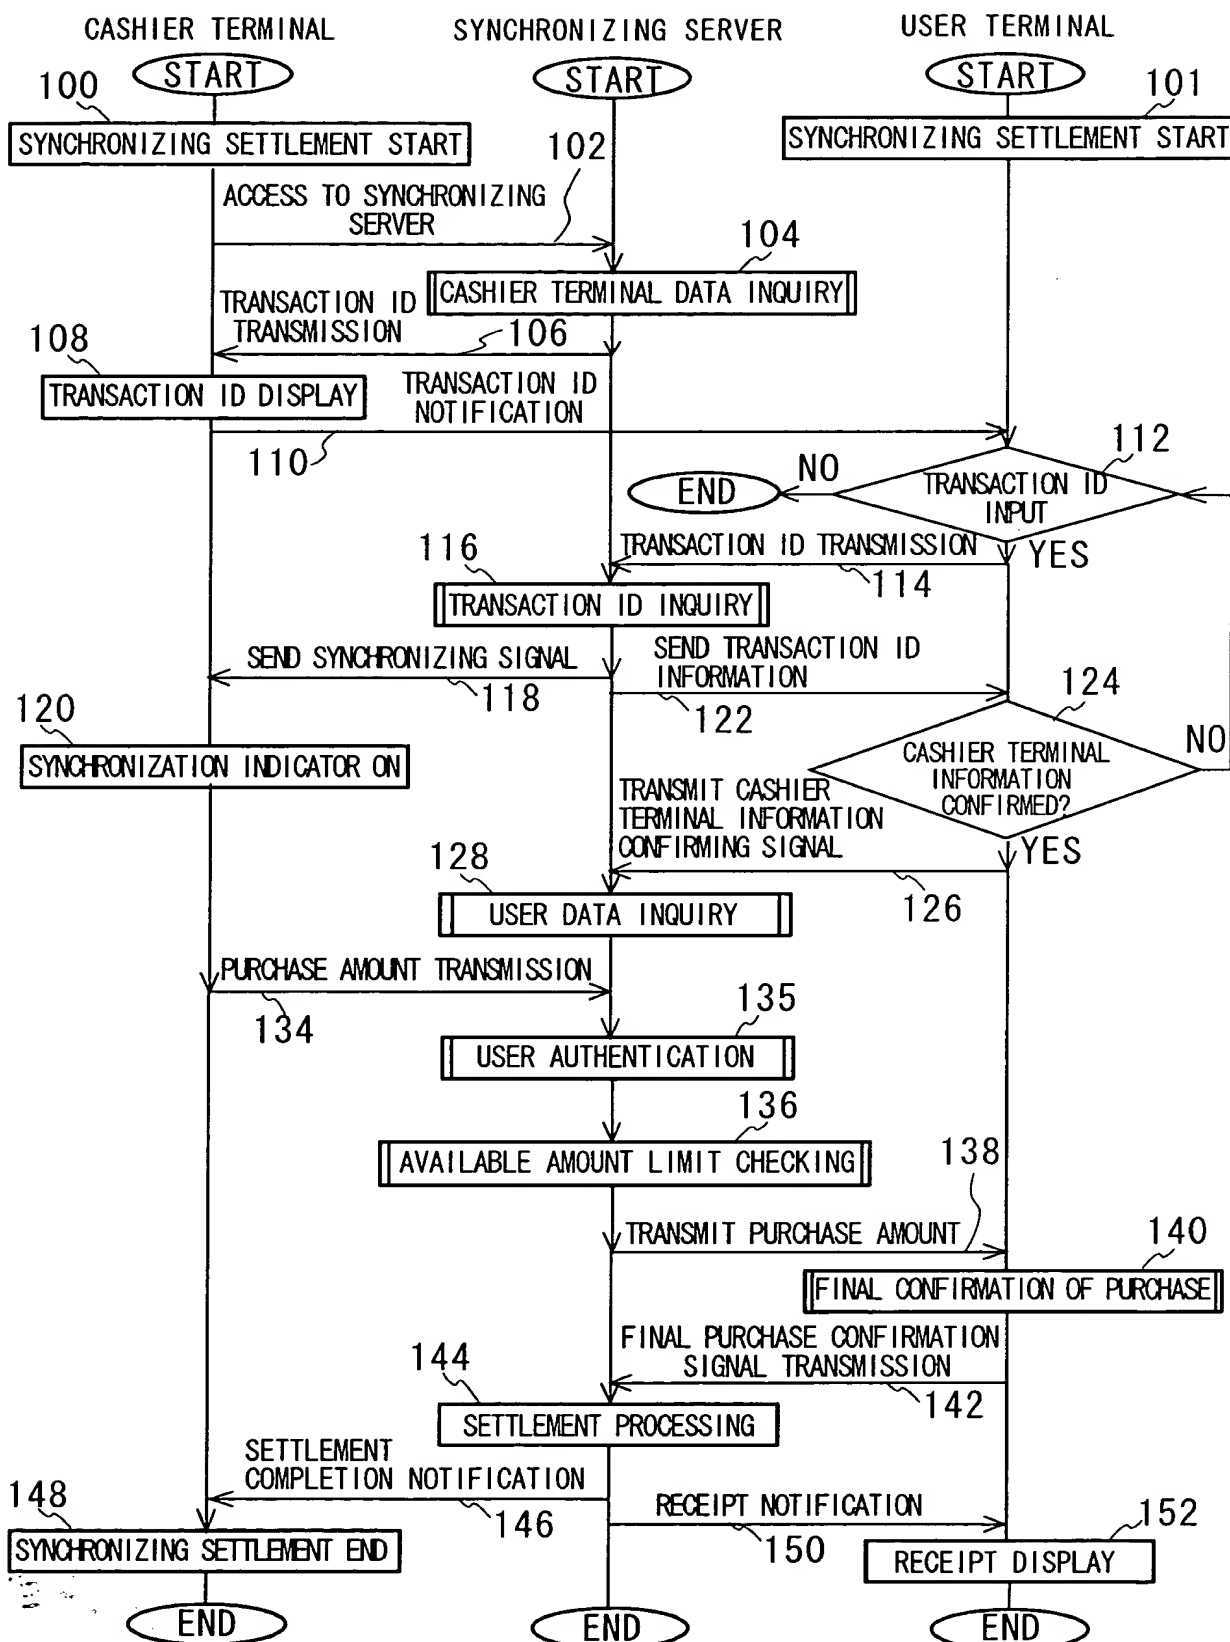 CASHIER TERMINAL
SYNCHRONIZING SERVER
USER TERMINAL
START
START
START
100
101
SYNCHRONIZING SETTLEMENT START
SYNCHRONIZING SETTLEMENT START
102
ACCESS TO SYNCHRONIZING
SERVER
104
CASHIER TERMINAL DATA INQUIRY
TRANSACTION ID
TRANSMISSION
106
108
TRANSACTION ID DISPLAY
TRANSACTION ID
NOTIFICATION
110
112
NO
END
TRANSACTION ID
INPUT
YES
TRANSACTION ID TRANSMISSION
114
116
TRANSACTION ID INQUIRY
SEND SYNCHRONIZING SIGNAL
118
SEND TRANSACTION ID
INFORMATION
122
124
120
SYNCHRONIZATION INDICATOR ON
CASHIER TERMINAL
INFORMATION
CONFIRMED?
NO
YES
TRANSMIT CASHIER
TERMINAL INFORMATION
CONFIRMING SIGNAL
126
128
USER DATA INQUIRY
PURCHASE AMOUNT TRANSMISSION
134
135
USER AUTHENTICATION
136
AVAILABLE AMOUNT LIMIT CHECKING
138
TRANSMIT PURCHASE AMOUNT
140
FINAL CONFIRMATION OF PURCHASE
FINAL PURCHASE CONFIRMATION
SIGNAL TRANSMISSION
142
144
SETTLEMENT PROCESSING
SETTLEMENT
COMPLETION NOTIFICATION
146
148
SYNCHRONIZING SETTLEMENT END
RECEIPT NOTIFICATION
150
152
RECEIPT DISPLAY
END
END
END